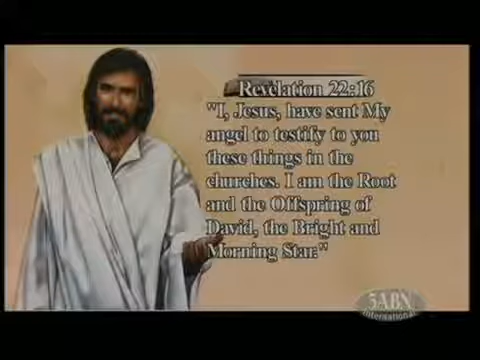 Revelation 22:16
"I, Jesus, have sent My
angel to testify to you
these things in the
churches. I am the Root
and the Offspring of
David, the Bright and
Morning Star."
3ABN
International